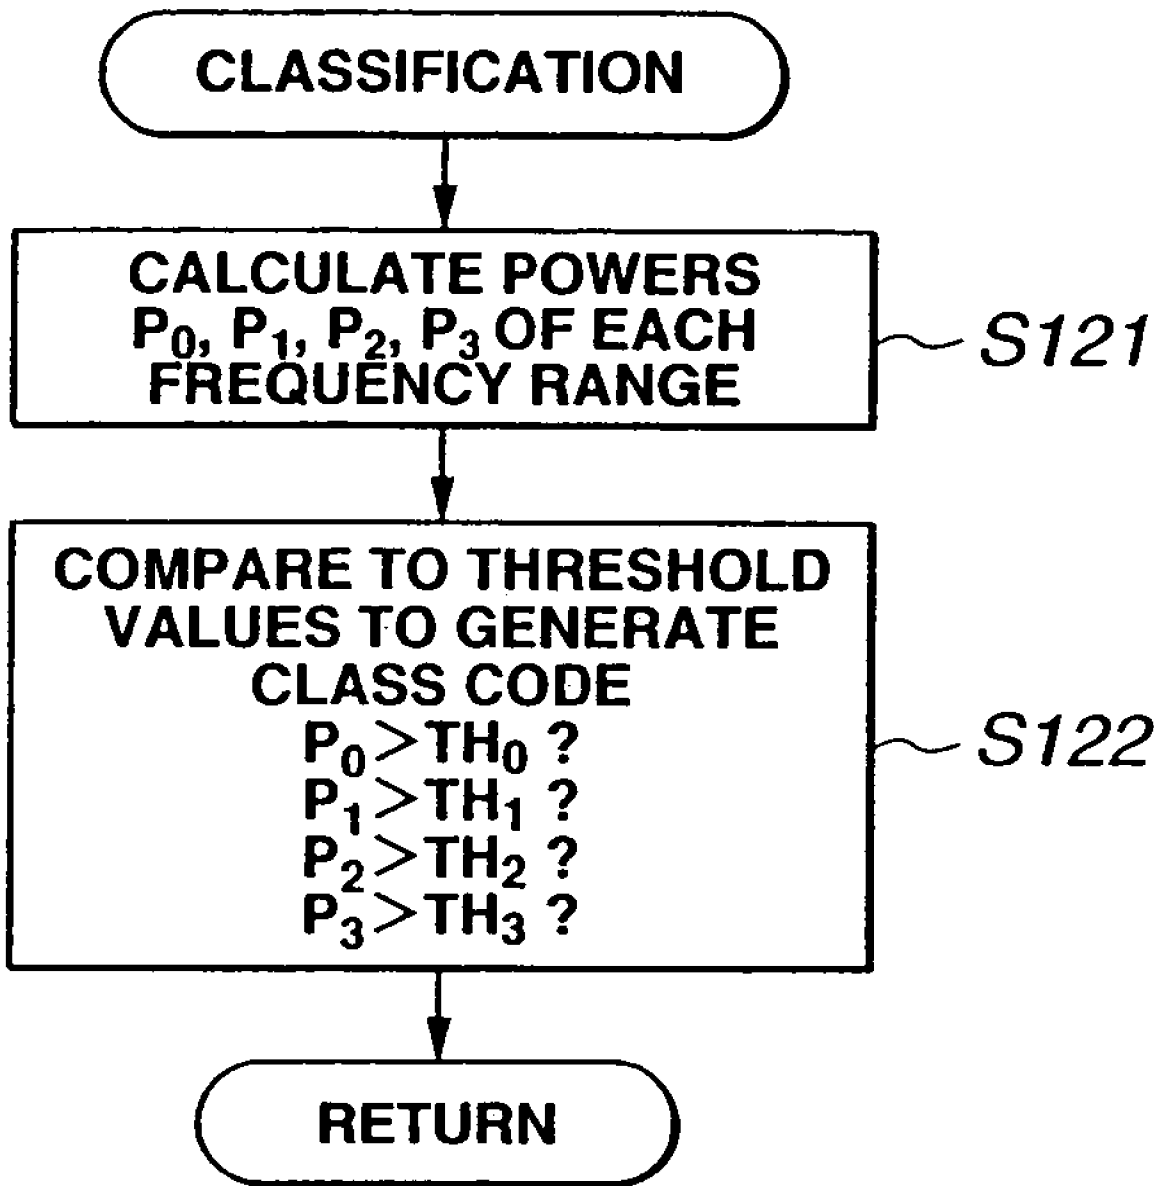 CLASSIFICATION
CALCULATE POWERS
P₀, P₁, P₂, P₃ OF EACH
FREQUENCY RANGE
S121
COMPARE TO THRESHOLD
VALUES TO GENERATE
CLASS CODE
P₀>TH₀ ?
P₁>TH₁ ?
P₂>TH₂ ?
P₃>TH₃ ?
S122
RETURN